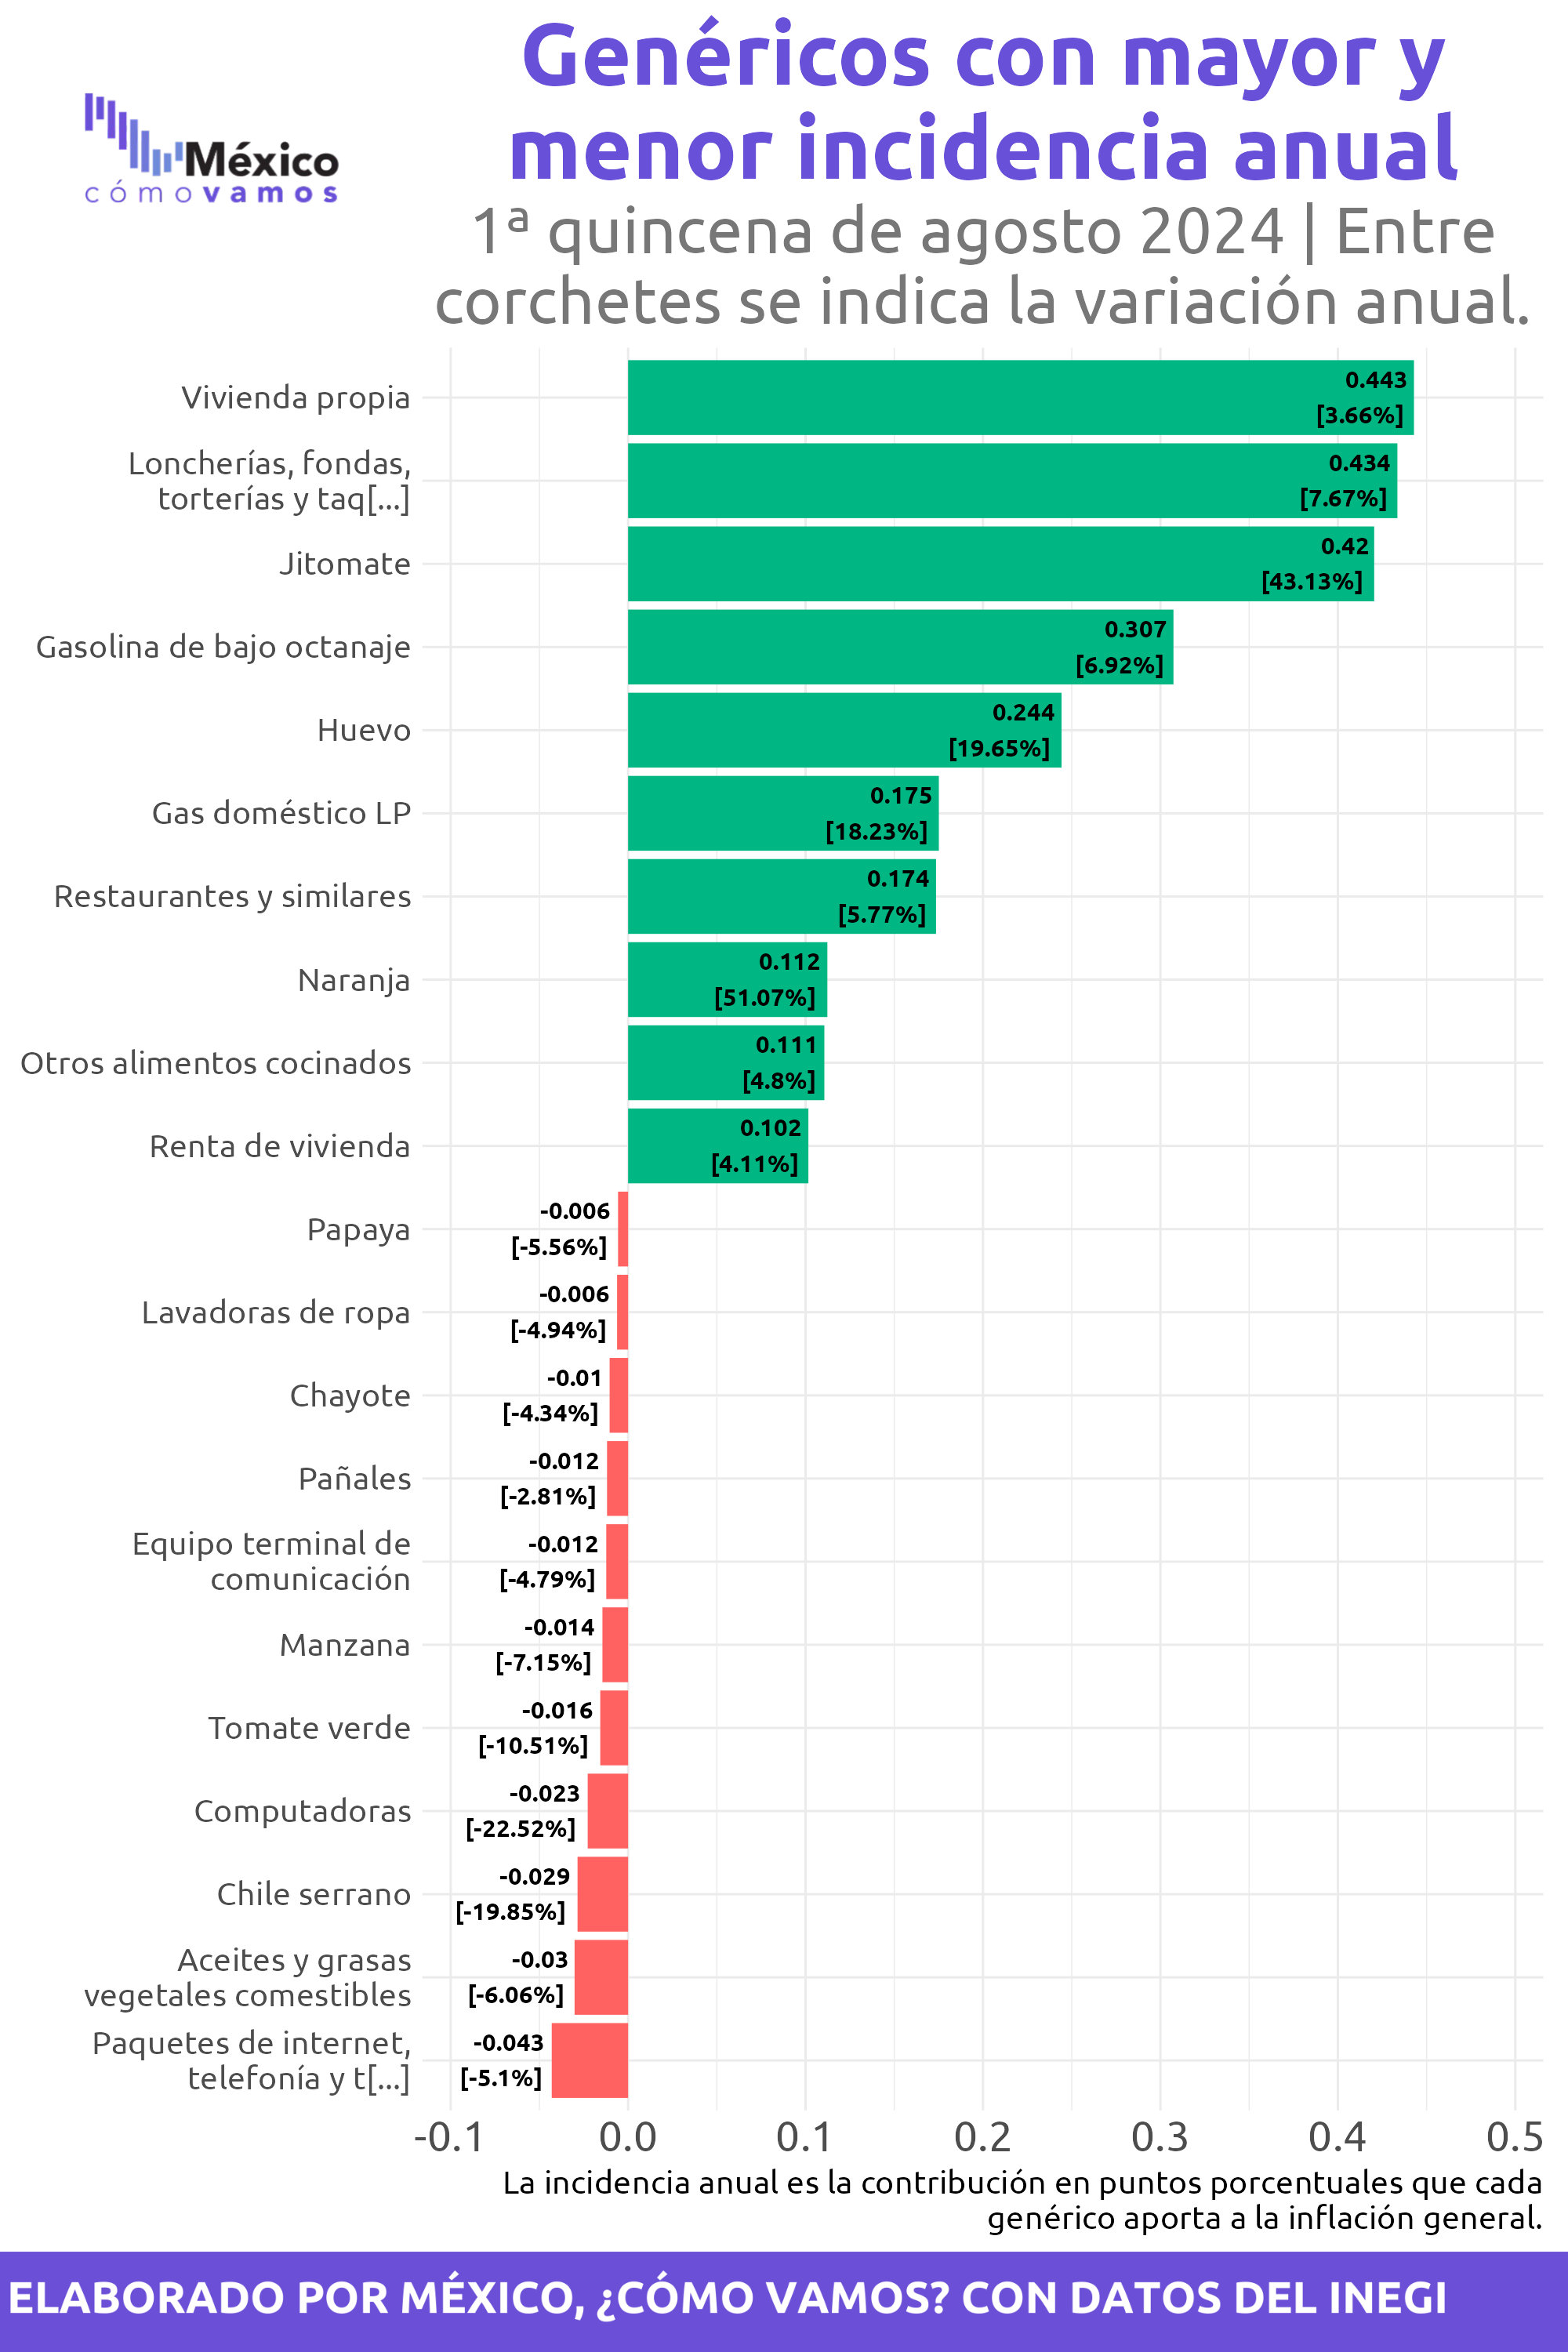 México
cómovamos
Genéricos con mayor y
menor incidencia anual
1ª quincena de agosto 2024 | Entre
corchetes se indica la variación anual.
Vivienda propia
0.443
[3.66%]
Loncherías, fondas,
torterías y taq[...]
0.434
[7.67%]
Jitomate
0.42
[43.13%]
Gasolina de bajo octanaje
0.307
[6.92%]
Huevo
0.244
[19.65%]
Gas doméstico LP
0.175
[18.23%]
Restaurantes y similares
0.174
[5.77%]
Naranja
0.112
[51.07%]
Otros alimentos cocinados
0.111
[4.8%]
Renta de vivienda
0.102
[4.11%]
Papaya
-0.006
[-5.56%]
Lavadoras de ropa
-0.006
[-4.94%]
Chayote
-0.01
[-4.34%]
Pañales
-0.012
[-2.81%]
Equipo terminal de
comunicación
-0.012
[-4.79%]
Manzana
-0.014
[-7.15%]
Tomate verde
-0.016
[-10.51%]
Computadoras
-0.023
[-22.52%]
Chile serrano
-0.029
[-19.85%]
Aceites y grasas
vegetales comestibles
-0.03
[-6.06%]
Paquetes de internet,
telefonía y t[...]
-0.043
[-5.1%]
-0.1 0.0 0.1 0.2 0.3 0.4 0.5
La incidencia anual es la contribución en puntos porcentuales que cada
genérico aporta a la inflación general.
ELABORADO POR MÉXICO, ¿CÓMO VAMOS? CON DATOS DEL INEGI